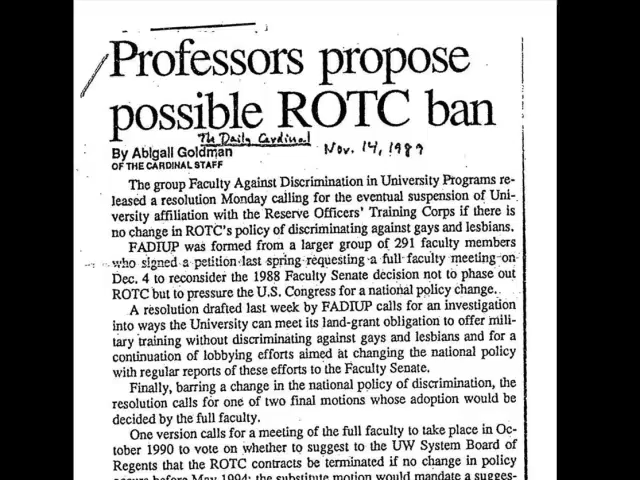 Professors propose
possible ROTC ban
The Daily Cardinal
Nov. 14, 1989
By Abigail Goldman
OF THE CARDINAL STAFF
The group Faculty Against Discrimination in University Programs re-
leased a resolution Monday calling for the eventual suspension of Uni-
versity affiliation with the Reserve Officers' Training Corps if there is
no change in ROTC's policy of discriminating against gays and lesbians.
FADIUP was formed from a larger group of 291 faculty members
who signed a petition last spring requesting a full faculty meeting on
Dec. 4 to reconsider the 1988 Faculty Senate decision not to phase out
ROTC but to pressure the U.S. Congress for a national policy change.
A resolution drafted last week by FADIUP calls for an investigation
into ways the University can meet its land-grant obligation to offer mili-
tary training without discriminating against gays and lesbians and for a
continuation of lobbying efforts aimed at changing the national policy
with regular reports of these efforts to the Faculty Senate.
Finally, barring a change in the national policy of discrimination, the
resolution calls for one of two final motions whose adoption would be
decided by the full faculty.
One version calls for a meeting of the full faculty to take place in Oc-
tober 1990 to vote on whether to suggest to the UW System Board of
Regents that the ROTC contracts be terminated if no change in policy
occurs before May 1994; the substitute motion would mandate a sugges-